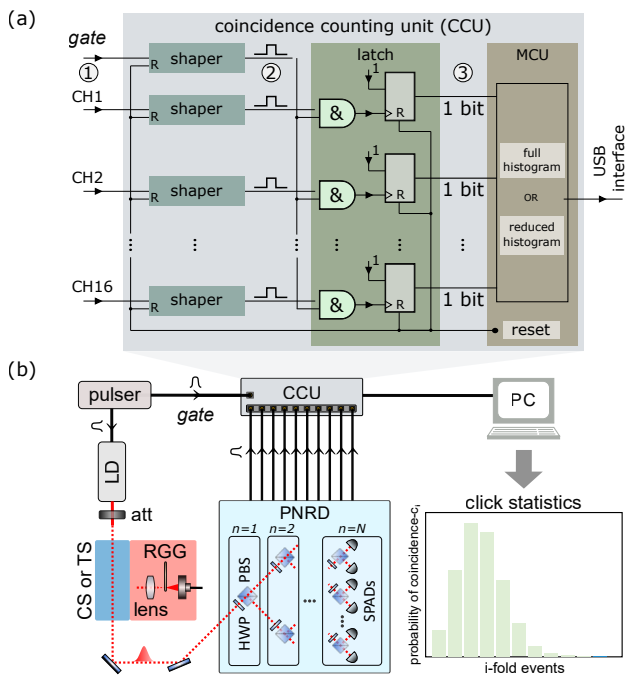 (a)
coincidence counting unit (CCU)
gate
① shaper ② latch ③ MCU
R
CH1 shaper & 1 R 1 bit
CH2 R shaper & 1 R 1 bit
full
histogram
OR
reduced
histogram
USB
interface
... ... ... ... ...
CH16 R shaper & 1 R 1 bit
reset
(b)
pulser
gate
CCU
PC
LD
att
CS or TS
RGG
lens
PNRD
n=1 n=2 n=N
HWP PBS
...
SPADs
click statistics
probability of coincidence-cᵢ
i-fold events